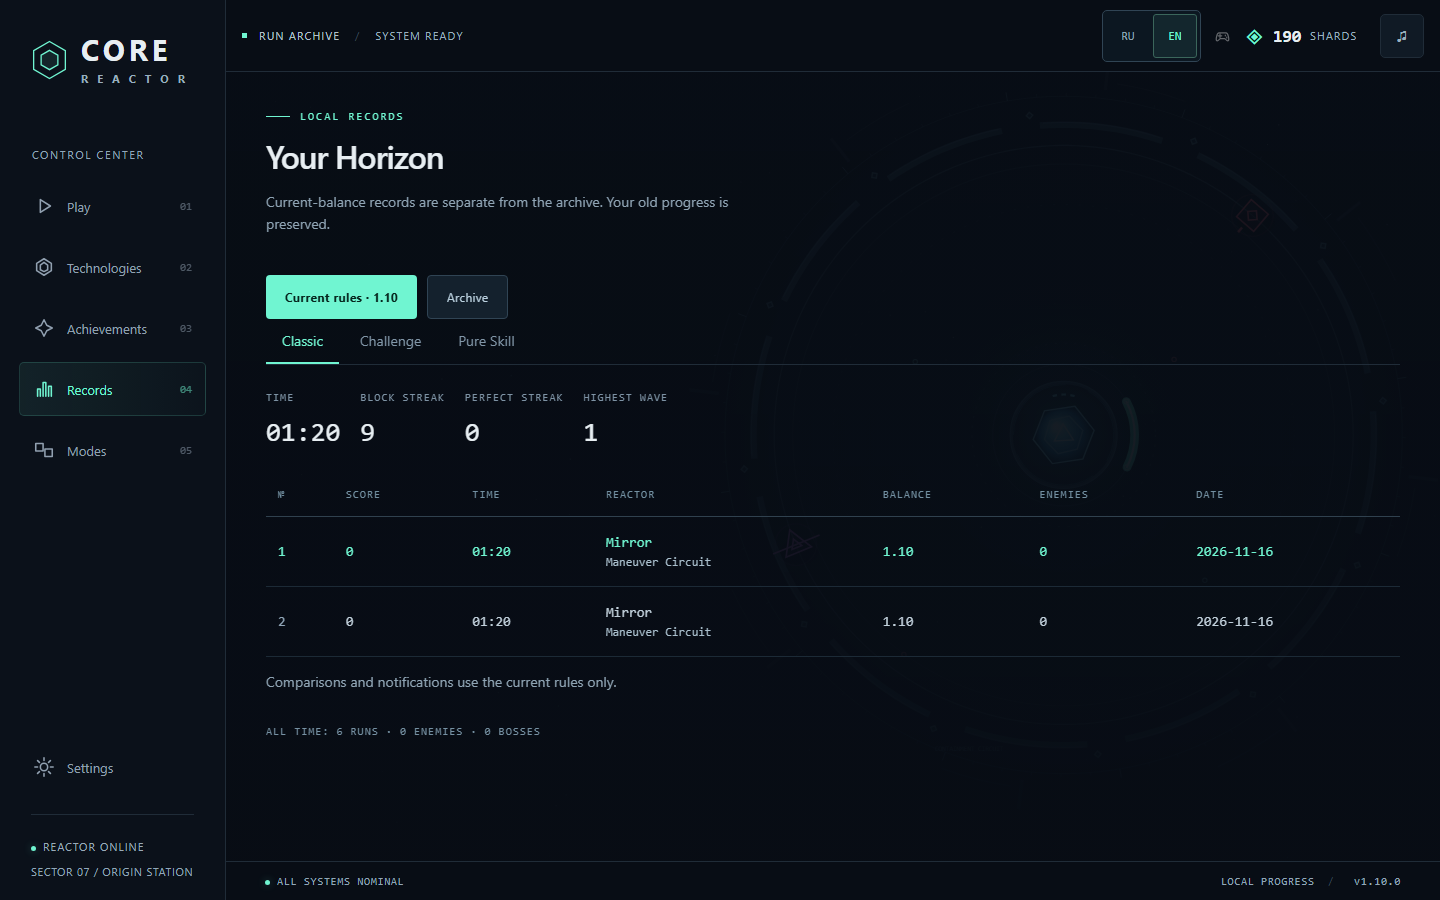 CORE
REACTOR
CONTROL CENTER
Play 01
Technologies 02
Achievements 03
Records 04
Modes 05
Settings
REACTOR ONLINE
SECTOR 07 / ORIGIN STATION
RUN ARCHIVE / SYSTEM READY
RU EN 190 SHARDS
LOCAL RECORDS
Your Horizon
Current-balance records are separate from the archive. Your old progress is
preserved.
Current rules · 1.10 Archive
Classic Challenge Pure Skill
TIME BLOCK STREAK PERFECT STREAK HIGHEST WAVE
01:20 9 0 1
№ SCORE TIME REACTOR BALANCE ENEMIES DATE
1 0 01:20 Mirror 1.10 0 2026-11-16
Maneuver Circuit
2 0 01:20 Mirror 1.10 0 2026-11-16
Maneuver Circuit
Comparisons and notifications use the current rules only.
ALL TIME: 6 RUNS · 0 ENEMIES · 0 BOSSES
ALL SYSTEMS NOMINAL
LOCAL PROGRESS / v1.10.0